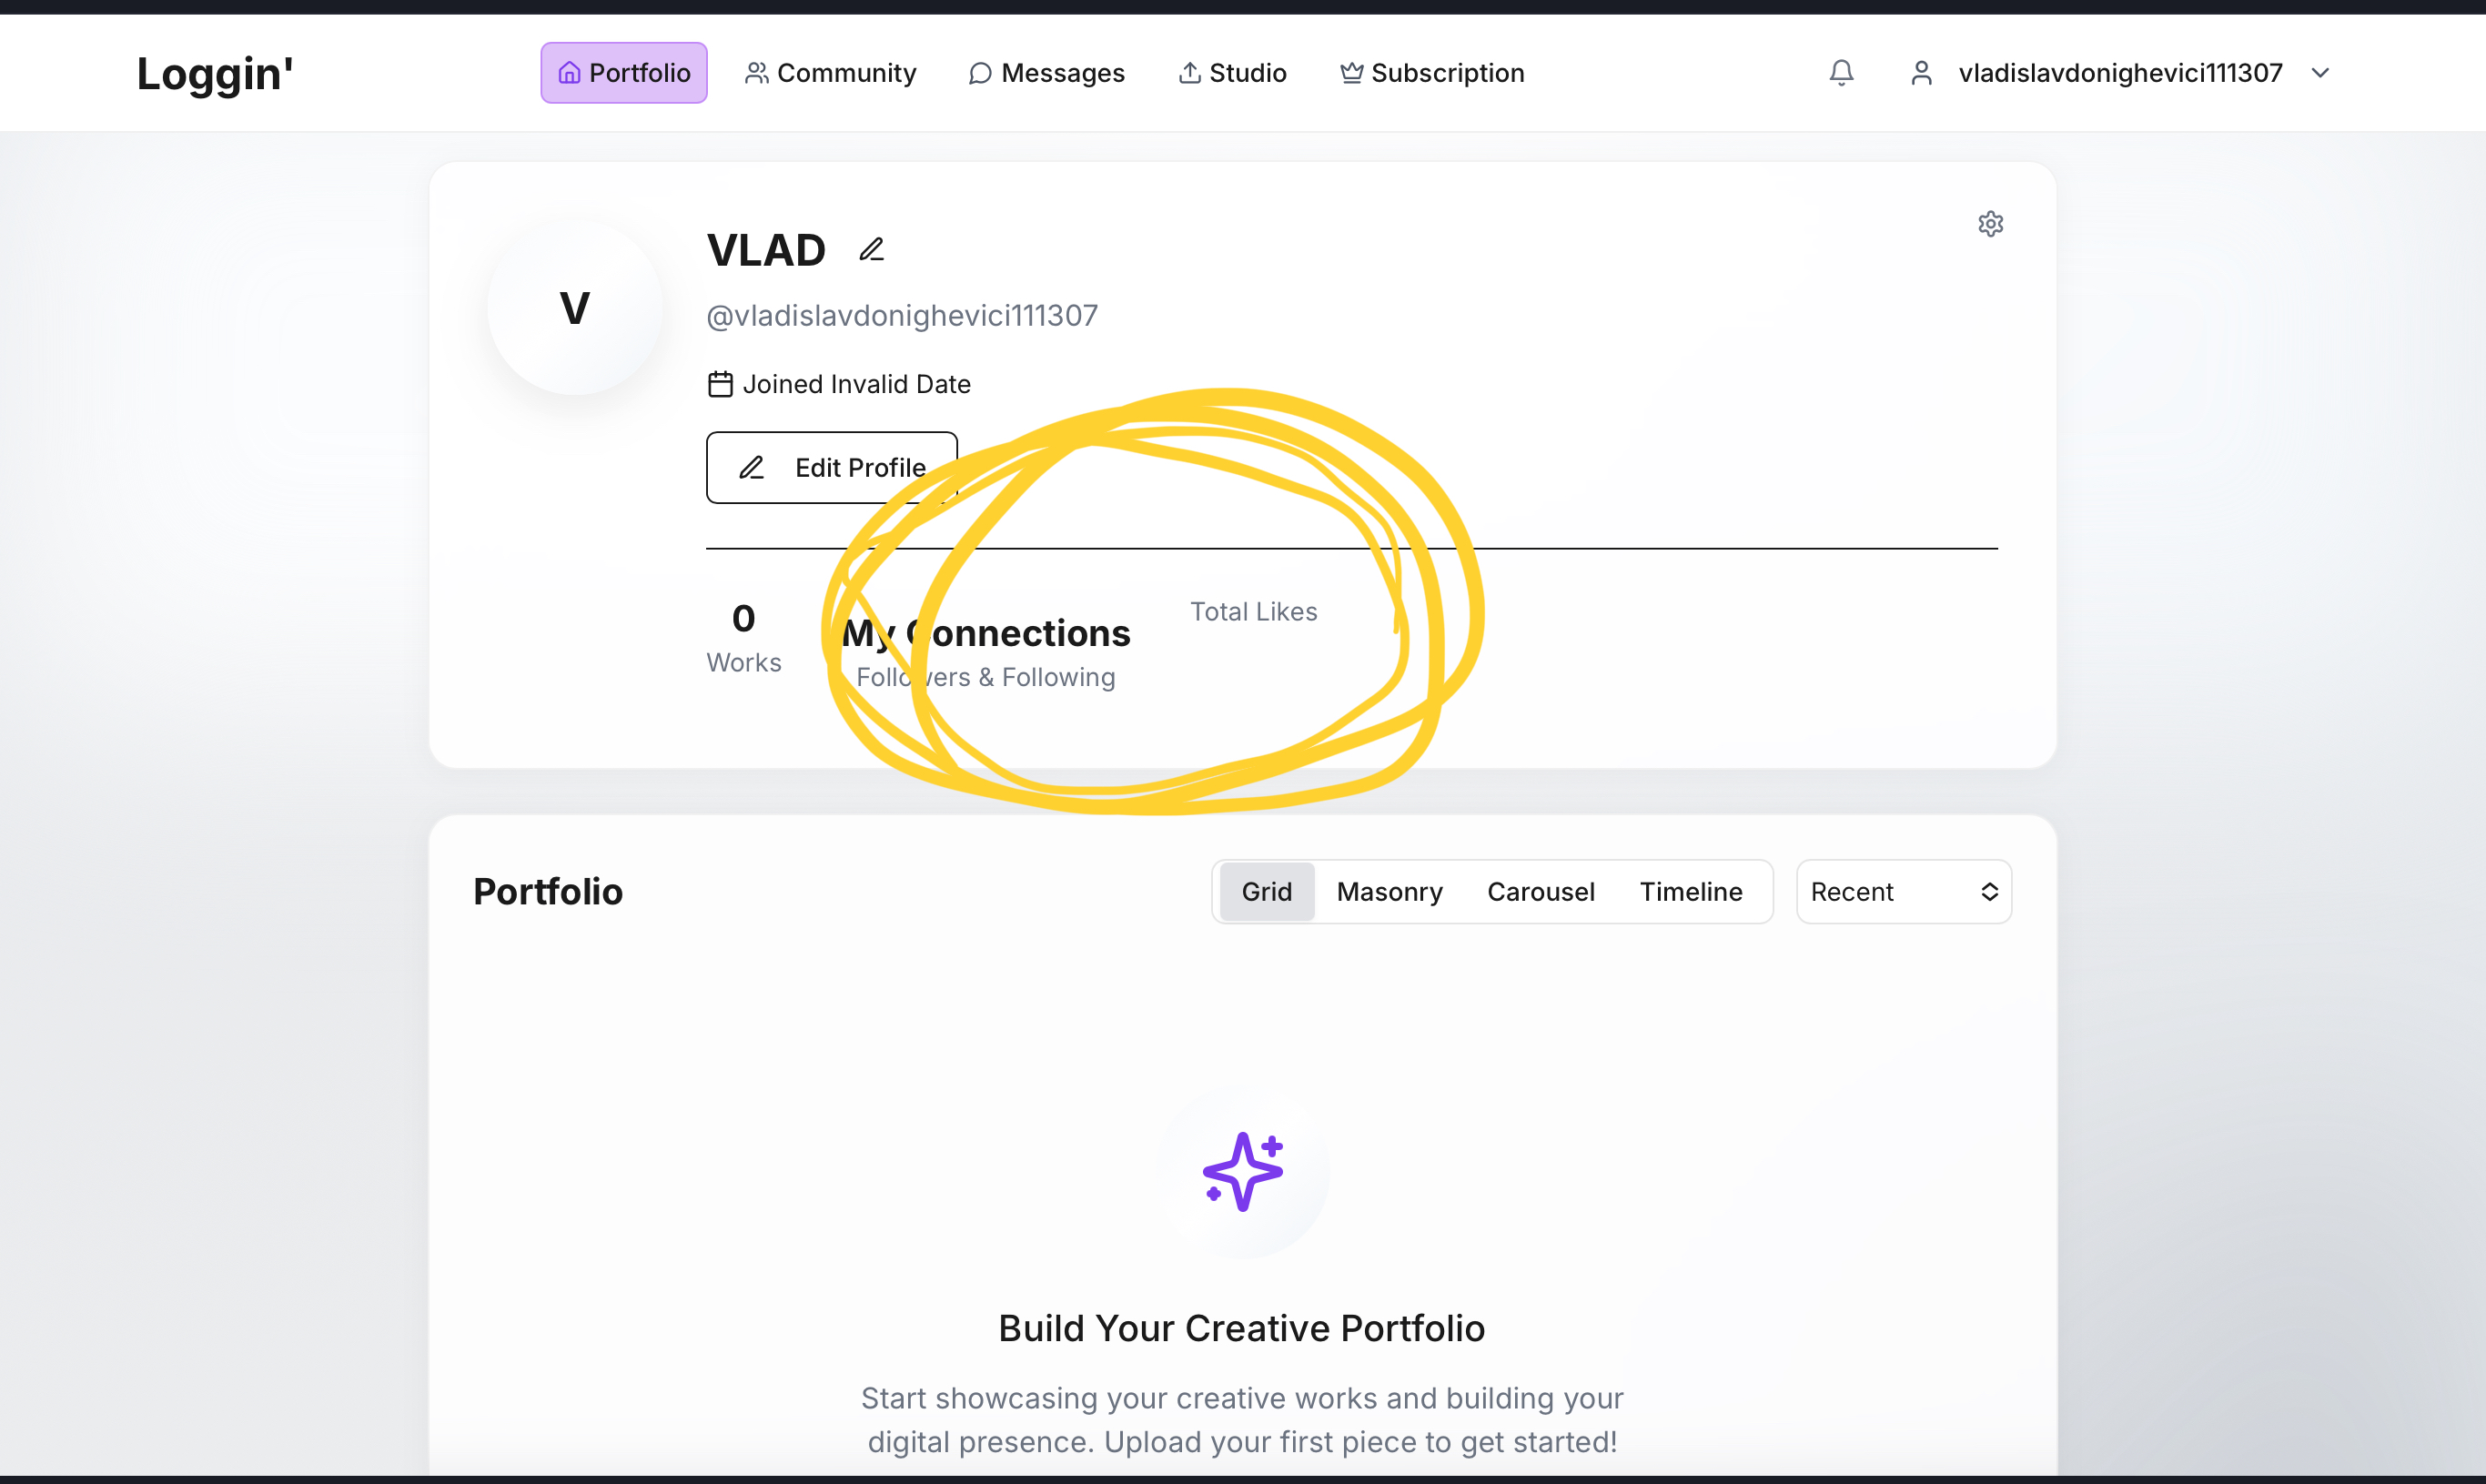 Loggin'
Portfolio Community Messages Studio Subscription vladislavdonighevici111307
V
VLAD
@vladislavdonighevici111307
Joined Invalid Date
Edit Profile
0
Works
My Connections
Followers & Following
Total Likes
Portfolio
Grid Masonry Carousel Timeline Recent
Build Your Creative Portfolio
Start showcasing your creative works and building your
digital presence. Upload your first piece to get started!